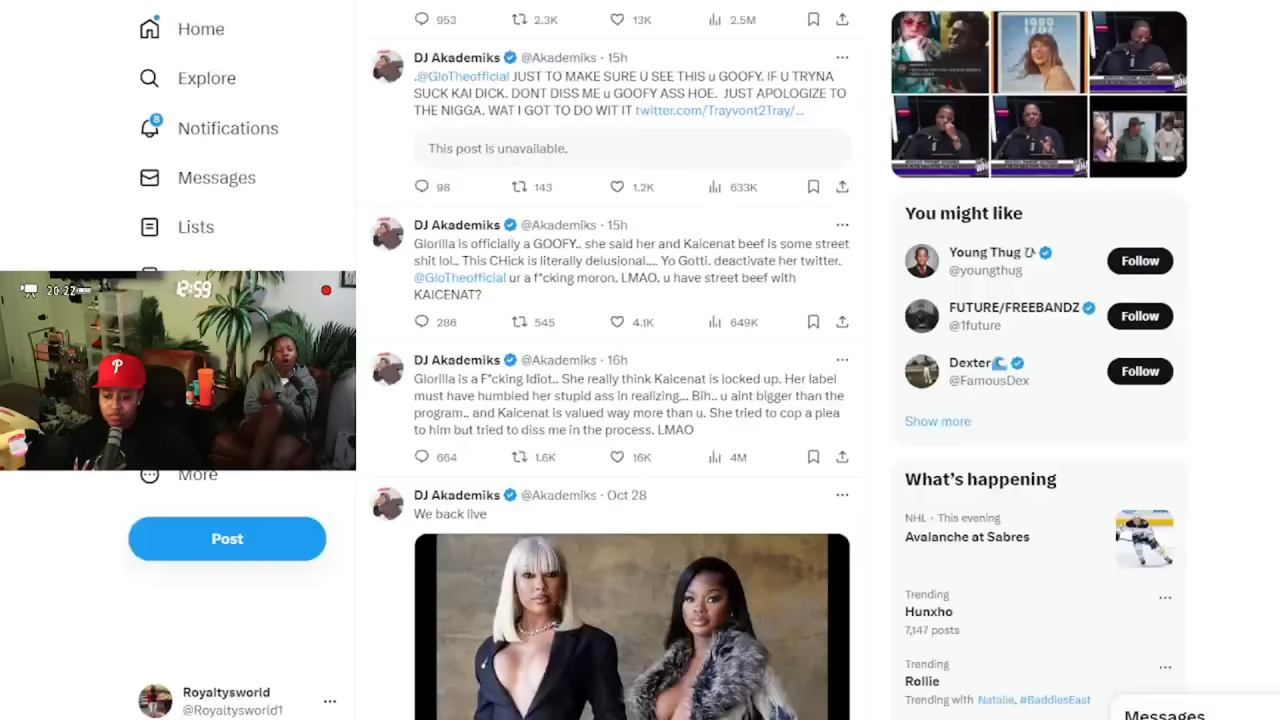 Home
Explore
Notifications
8
Messages
Lists
More
Post
Royaltysworld
@Royaltysworld1
20:22
12:59
P
953 2.3K 13K 2.5M
DJ Akademiks @Akademiks · 15h
.@GloTheofficial JUST TO MAKE SURE U SEE THIS u GOOFY. IF U TRYNA
SUCK KAI DICK. DONT DISS ME u GOOFY ASS HOE. JUST APOLOGIZE TO
THE NIGGA. WAT I GOT TO DO WIT IT twitter.com/Trayvont2Tray/...
This post is unavailable.
98 143 1.2K 633K
DJ Akademiks @Akademiks · 15h
Glorilla is officially a GOOFY.. she said her and Kaicenat beef is some street
shit lol.. This CHick is literally delusional.... Yo Gotti. deactivate her twitter.
@GloTheofficial ur a f*cking moron. LMAO. u have street beef with
KAICENAT?
286 545 4.1K 649K
DJ Akademiks @Akademiks · 16h
Glorilla is a F*cking Idiot.. She really think Kaicenat is locked up. Her label
must have humbled her stupid ass in realizing... Bih.. u aint bigger than the
program.. and Kaicenat is valued way more than u. She tried to cop a plea
to him but tried to diss me in the process. LMAO
664 1.6K 16K 4M
DJ Akademiks @Akademiks · Oct 28
We back live
You might like
Young Thug ひ
@youngthug
Follow
FUTURE/FREEBANDZ
@1future
Follow
Dexter
@FamousDex
Follow
Show more
What's happening
NHL · This evening
Avalanche at Sabres
Trending
Hunxho
7,147 posts
Trending
Rollie
Trending with Natalie, #BaddiesEast
Messages